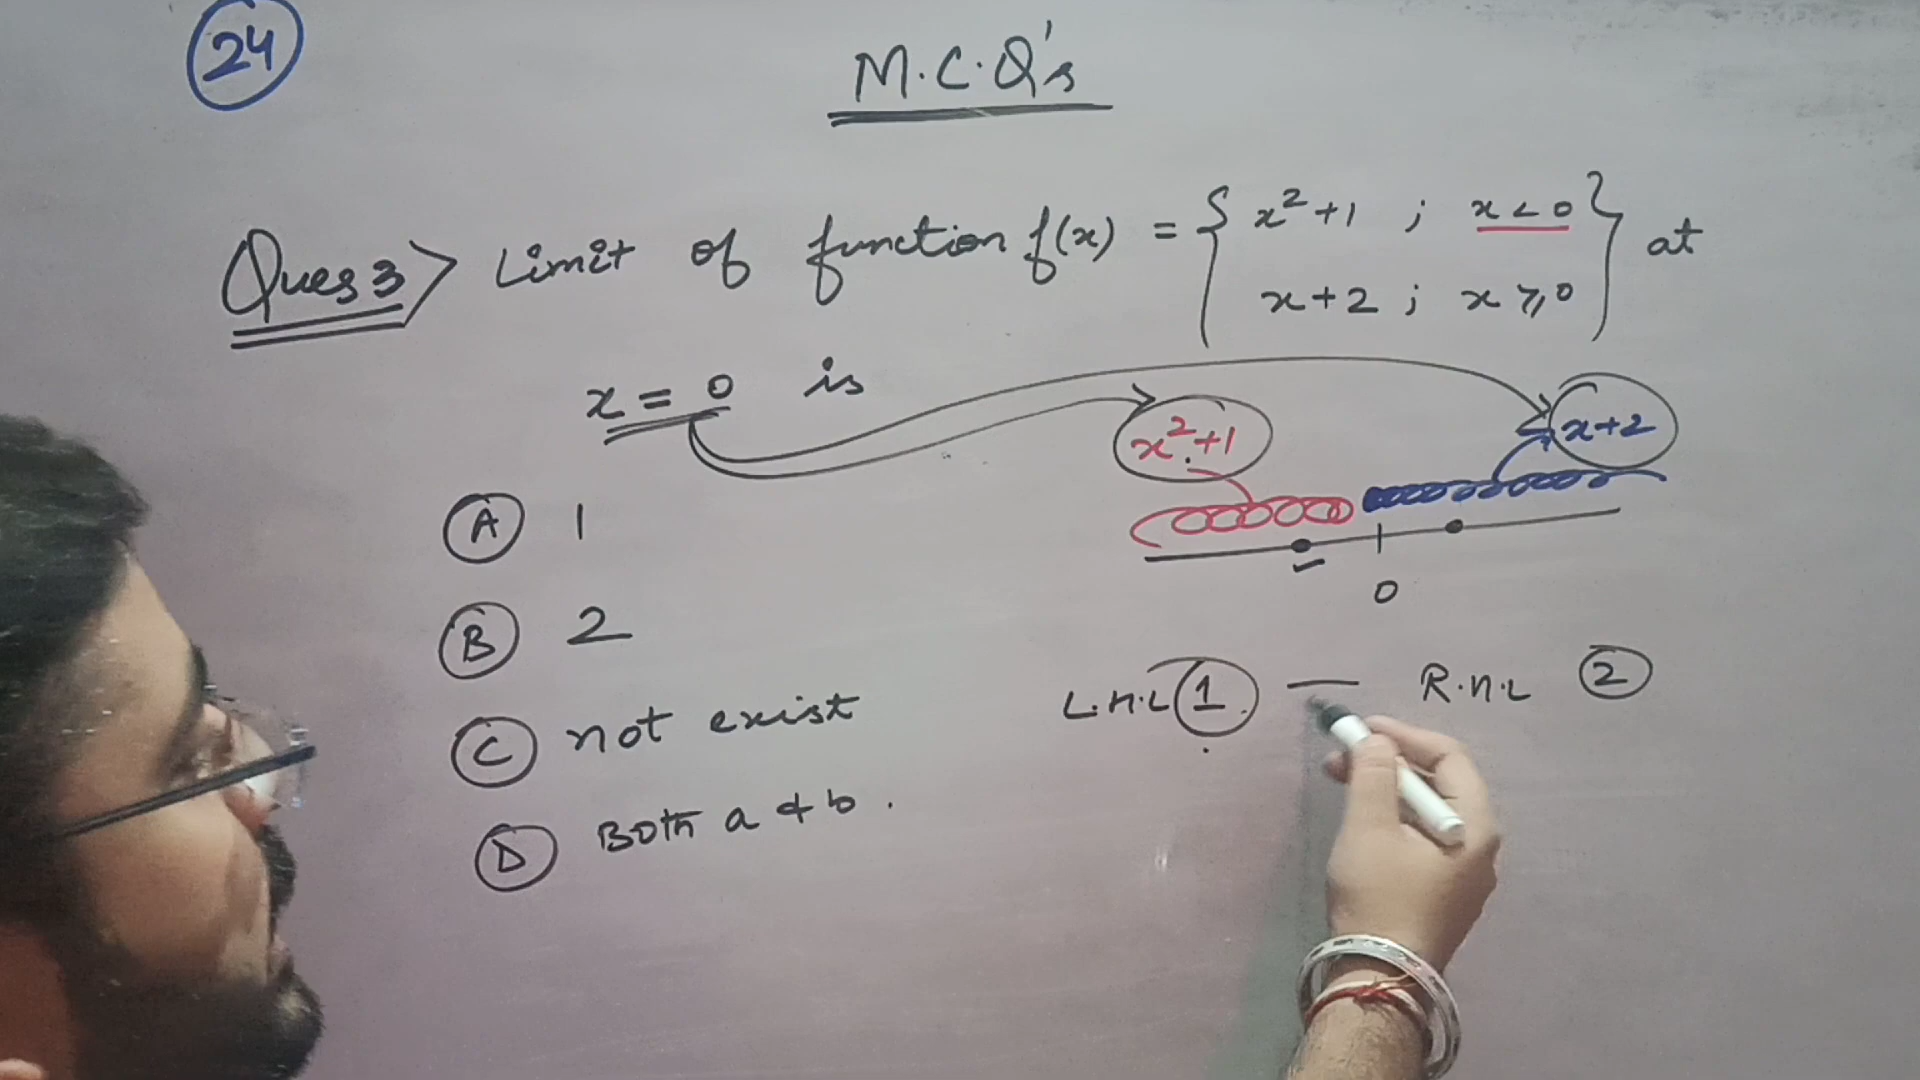 24
M.C.Q's
Ques 3> Limit of function f(x) = { x²+1 ; x<0
x+2 ; x≥0 } at
x = 0 is
x²+1
x+2
A 1
0
B 2
L.H.L 1 — R.H.L 2
C not exist
D Both a & b.